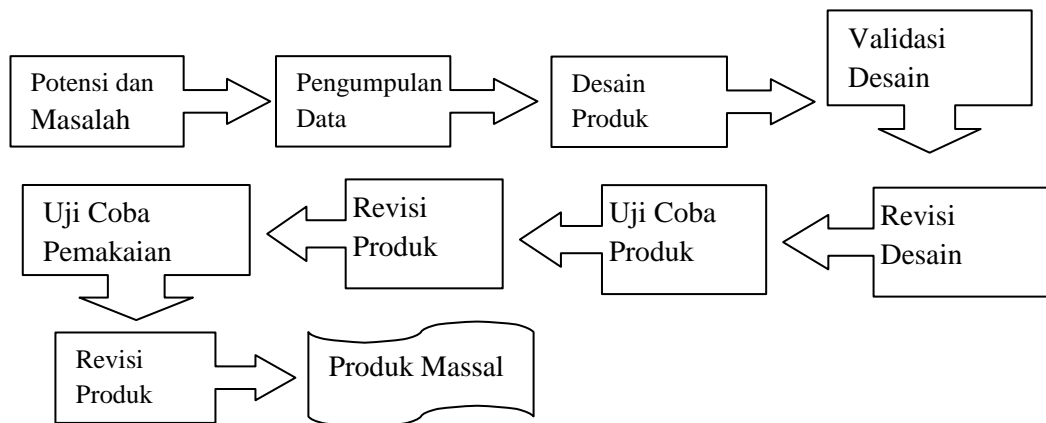 Potensi dan
Masalah
Pengumpulan
Data
Desain
Produk
Validasi
Desain
Revisi
Desain
Uji Coba
Produk
Revisi
Produk
Uji Coba
Pemakaian
Revisi
Produk
Produk Massal